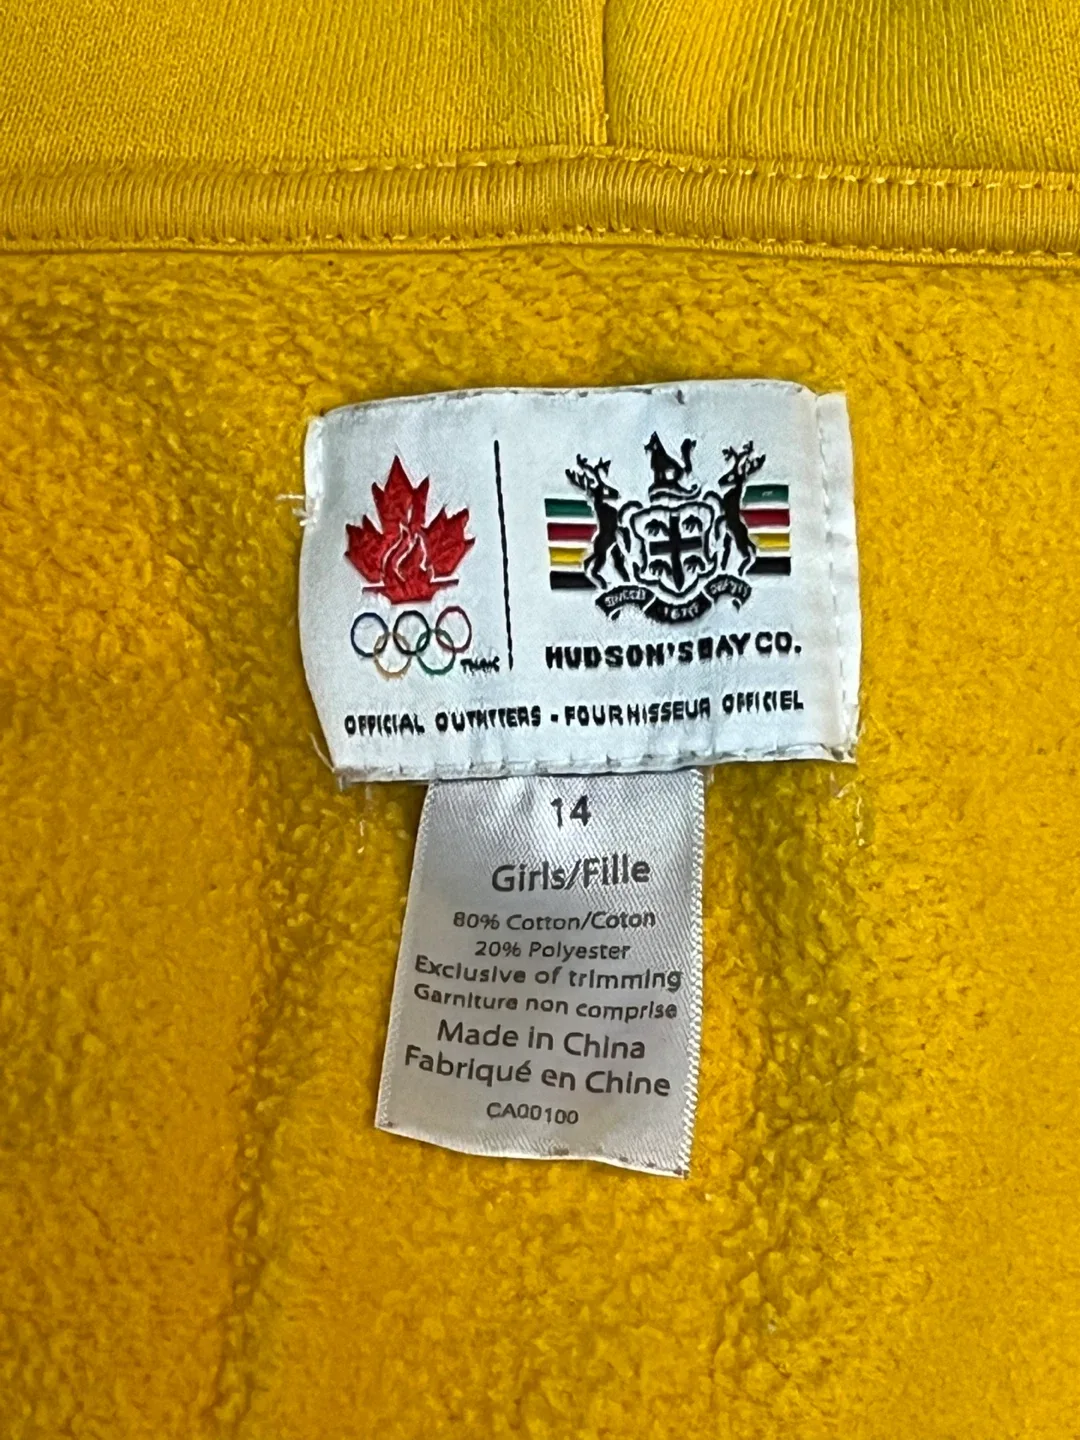 HUDSON'S BAY CO.
OFFICIAL OUTFITTERS - FOURNISSEUR OFFICIEL
14
Girls/Fille
80% Cotton/Coton
20% Polyester
Exclusive of trimming
Garniture non comprise
Made in China
Fabriqué en Chine
CA00100